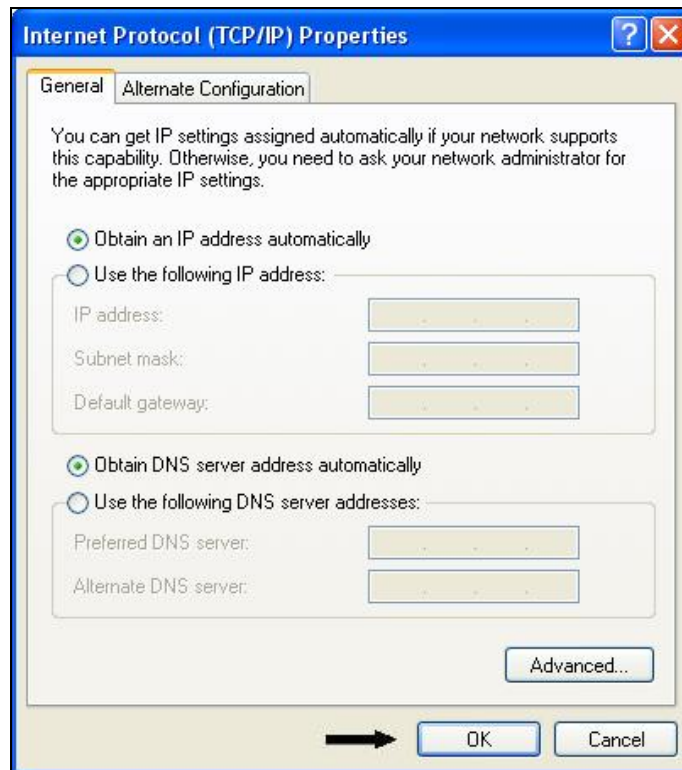 Internet Protocol (TCP/IP) Properties
General
Alternate Configuration
You can get IP settings assigned automatically if your network supports
this capability. Otherwise, you need to ask your network administrator for
the appropriate IP settings.
Obtain an IP address automatically
Use the following IP address:
IP address:
Subnet mask:
Default gateway:
Obtain DNS server address automatically
Use the following DNS server addresses:
Preferred DNS server:
Alternate DNS server:
Advanced...
OK
Cancel